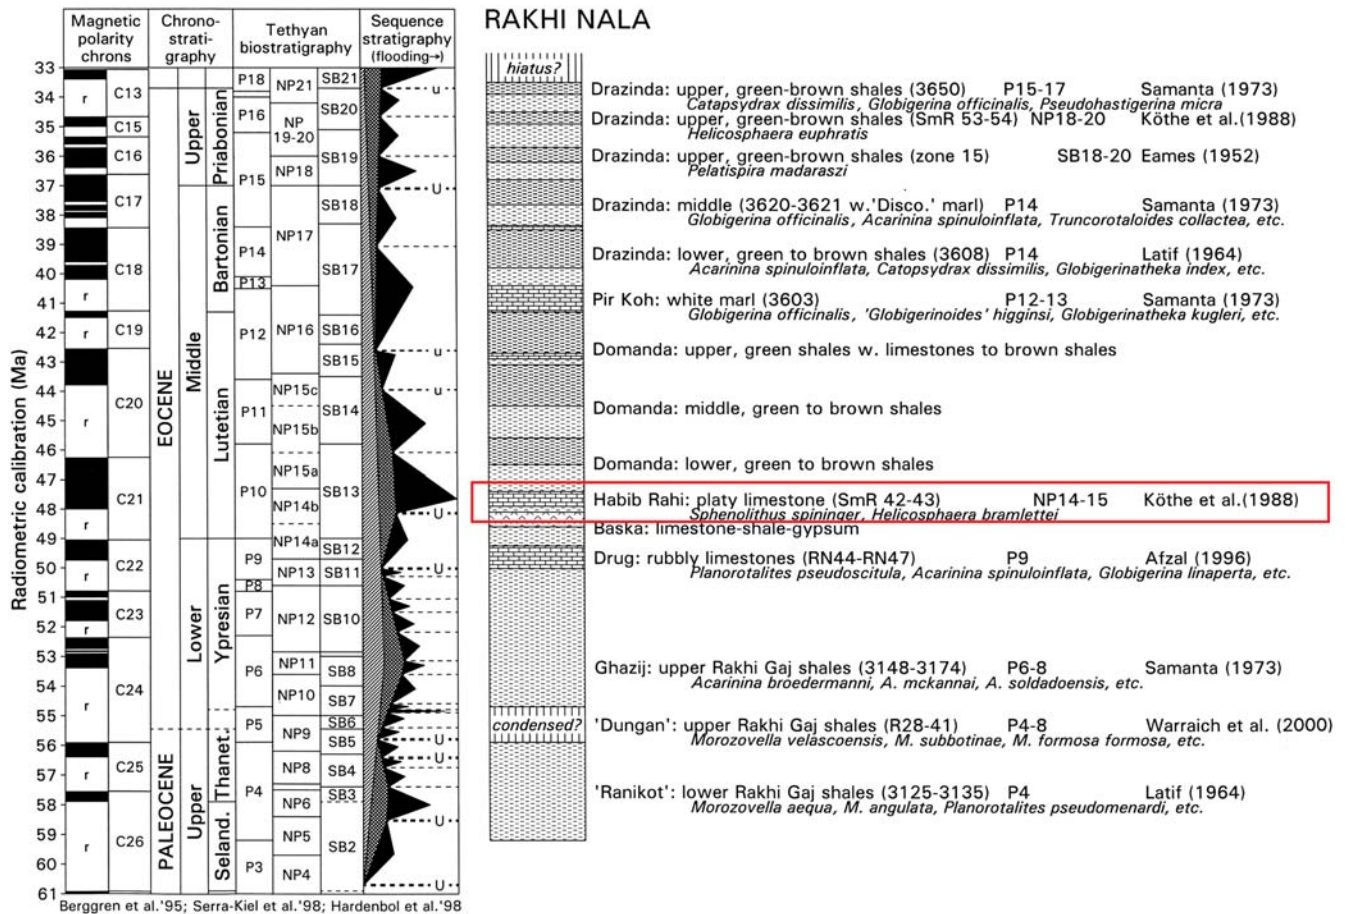 Magnetic polarity chrons
Chrono-strati-graphy
Tethyan biostratigraphy
Sequence stratigraphy (flooding→)
RAKHI NALA
Radiometric calibration (Ma)
33
34
35
36
37
38
39
40
41
42
43
44
45
46
47
48
49
50
51
52
53
54
55
56
57
58
59
60
61
r
r
r
r
r
r
r
r
r
r
r
C13
C15
C16
C17
C18
C19
C20
C21
C22
C23
C24
C25
C26
EOCENE
PALEOCENE
Upper
Middle
Lower
Upper
Priabonian
Bartonian
Lutetian
Ypresian
Thanet.
Seland.
P18
P16
P15
P14
P13
P12
P11
P10
P9
P8
P7
P6
P5
P4
P3
NP21
NP 19-20
NP18
NP17
NP16
NP15c
NP15b
NP15a
NP14b
NP14a
NP13
NP12
NP11
NP10
NP9
NP8
NP6
NP5
NP4
SB21
SB20
SB19
SB18
SB17
SB16
SB15
SB14
SB13
SB12
SB11
SB10
SB8
SB7
SB6
SB5
SB4
SB3
SB2
u
U
u
u
U
U
U
U
U
U
hiatus?
condensed?
Drazinda: upper, green-brown shales (3650) P15-17 Samanta (1973)
Catapsydrax dissimilis, Globigerina officinalis, Pseudohastigerina micra
Drazinda: upper, green-brown shales (SmR 53-54) NP18-20 Köthe et al.(1988)
Helicosphaera euphratis
Drazinda: upper, green-brown shales (zone 15) SB18-20 Eames (1952)
Pelatispira madaraszi
Drazinda: middle (3620-3621 w.'Disco.' marl) P14 Samanta (1973)
Globigerina officinalis, Acarinina spinuloinflata, Truncorotaloides collactea, etc.
Drazinda: lower, green to brown shales (3608) P14 Latif (1964)
Acarinina spinuloinflata, Catopsydrax dissimilis, Globigerinatheka index, etc.
Pir Koh: white marl (3603) P12-13 Samanta (1973)
Globigerina officinalis, 'Globigerinoides' higginsi, Globigerinatheka kugleri, etc.
Domanda: upper, green shales w. limestones to brown shales
Domanda: middle, green to brown shales
Domanda: lower, green to brown shales
Habib Rahi: platy limestone (SmR 42-43) NP14-15 Köthe et al.(1988)
Sphenolithus spininger, Helicosphaera bramlettei
Baska: limestone-shale-gypsum
Drug: rubbly limestones (RN44-RN47) P9 Afzal (1996)
Planorotalites pseudoscitula, Acarinina spinuloinflata, Globigerina linaperta, etc.
Ghazij: upper Rakhi Gaj shales (3148-3174) P6-8 Samanta (1973)
Acarinina broedermanni, A. mckannai, A. soldadoensis, etc.
'Dungan': upper Rakhi Gaj shales (R28-41) P4-8 Warraich et al. (2000)
Morozovella velascoensis, M. subbotinae, M. formosa formosa, etc.
'Ranikot': lower Rakhi Gaj shales (3125-3135) P4 Latif (1964)
Morozovella aequa, M. angulata, Planorotalites pseudomenardi, etc.
Berggren et al.'95; Serra-Kiel et al.'98; Hardenbol et al.'98